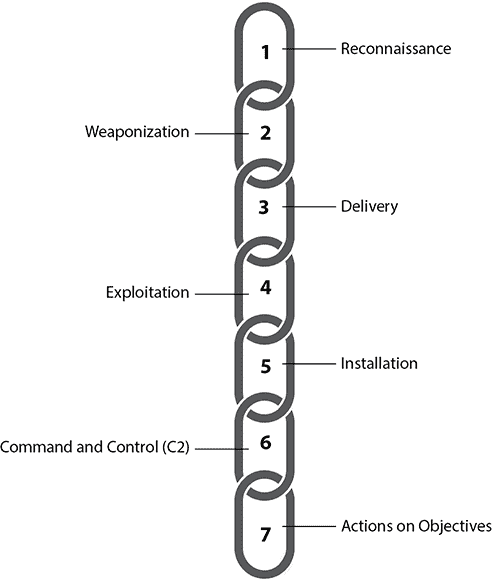 1 Reconnaissance
Weaponization 2
3 Delivery
Exploitation 4
5 Installation
Command and Control (C2) 6
7 Actions on Objectives